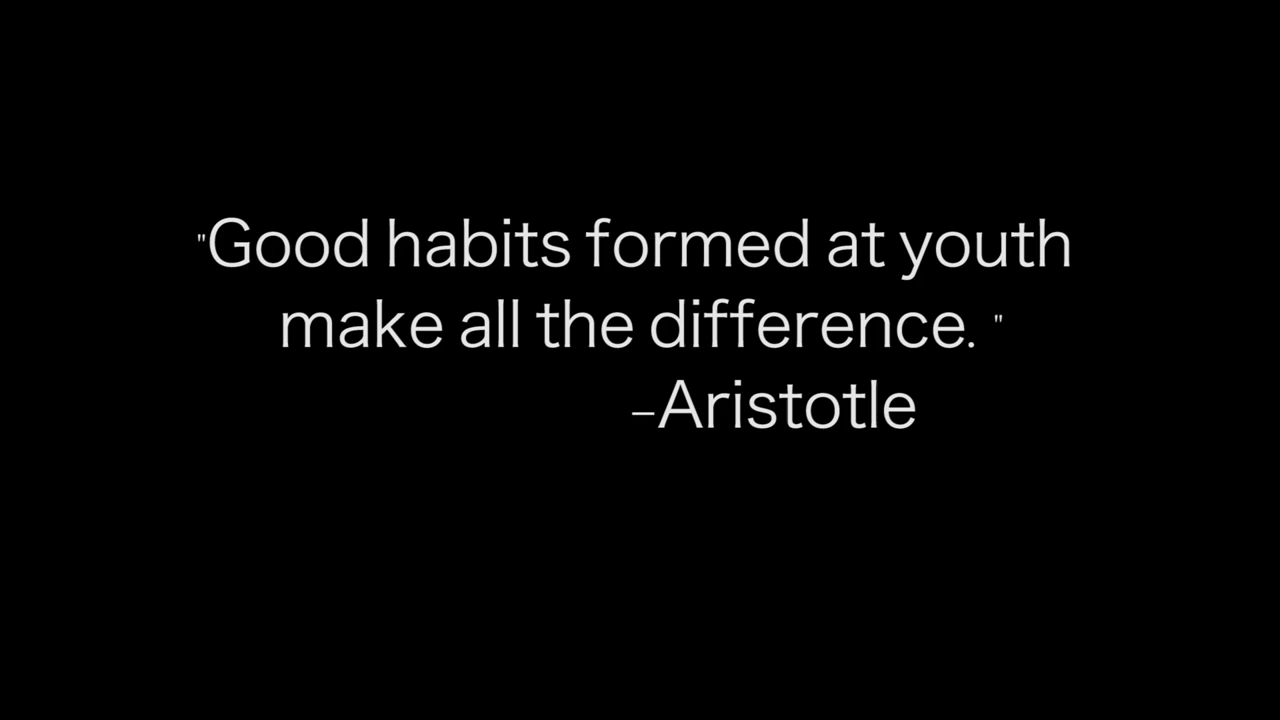 "Good habits formed at youth
make all the difference. "
–Aristotle